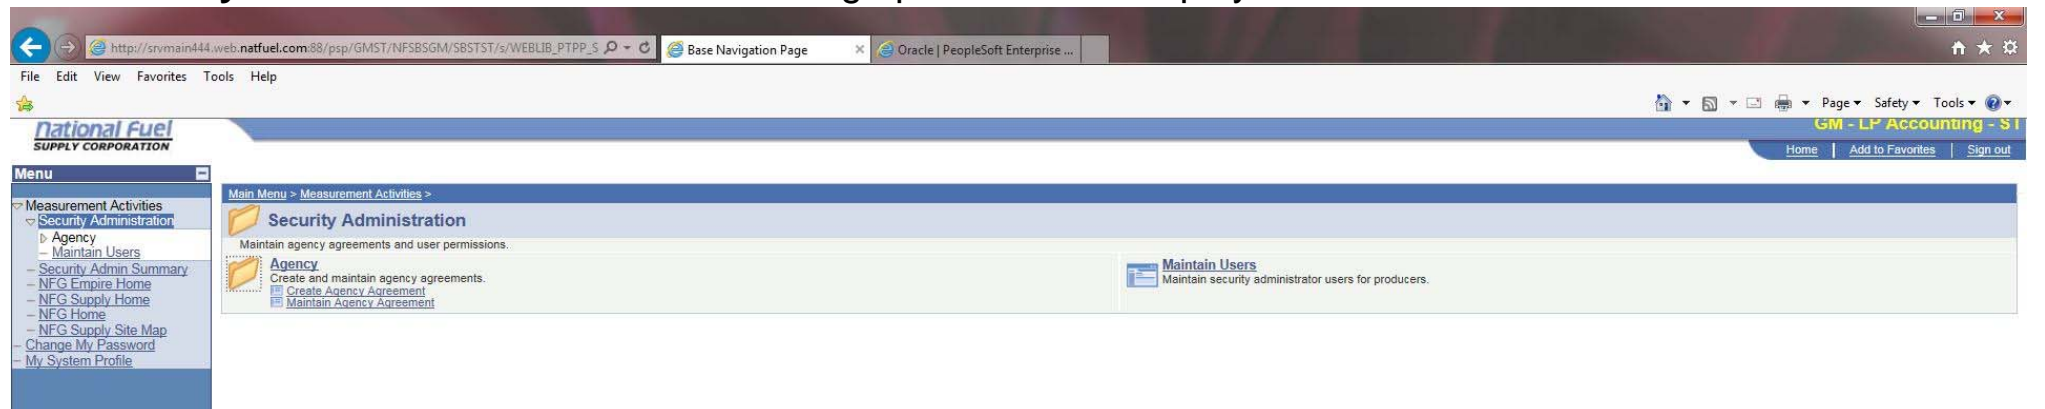 http://srvmain444.web.natfuel.com:88/psp/GMST/NFSBSGM/SBSTST/s/WEBLIB_PTPP_S
Base Navigation Page
Oracle | PeopleSoft Enterprise ...
File Edit View Favorites Tools Help
Page Safety Tools
National Fuel
SUPPLY CORPORATION
GM - LP Accounting - ST
Home | Add to Favorites | Sign out
Menu
Main Menu > Measurement Activities >
Measurement Activities
Security Administration
Agency
Maintain Users
Security Admin Summary
NFG Empire Home
NFG Supply Home
NFG Home
NFG Supply Site Map
Change My Password
My System Profile
Security Administration
Maintain agency agreements and user permissions.
Agency
Create and maintain agency agreements.
Create Agency Agreement
Maintain Agency Agreement
Maintain Users
Maintain security administrator users for producers.